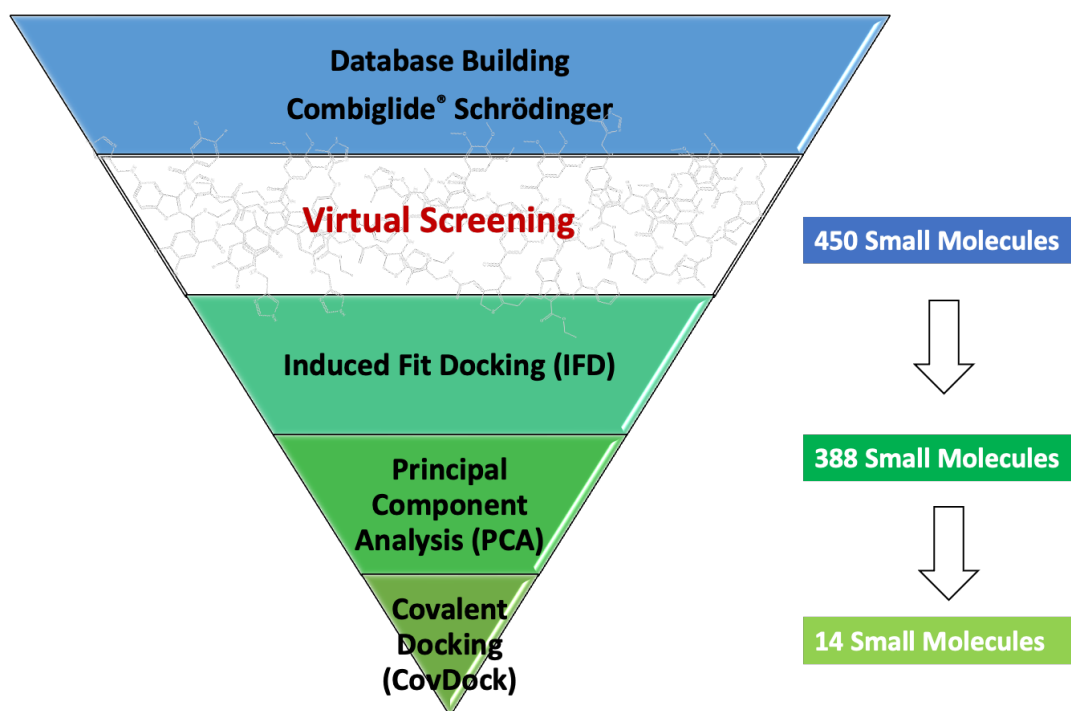 Database Building
Combiglide® Schrödinger
Virtual Screening
450 Small Molecules
Induced Fit Docking (IFD)
388 Small Molecules
Principal
Component
Analysis (PCA)
Covalent
Docking
(CovDock)
14 Small Molecules